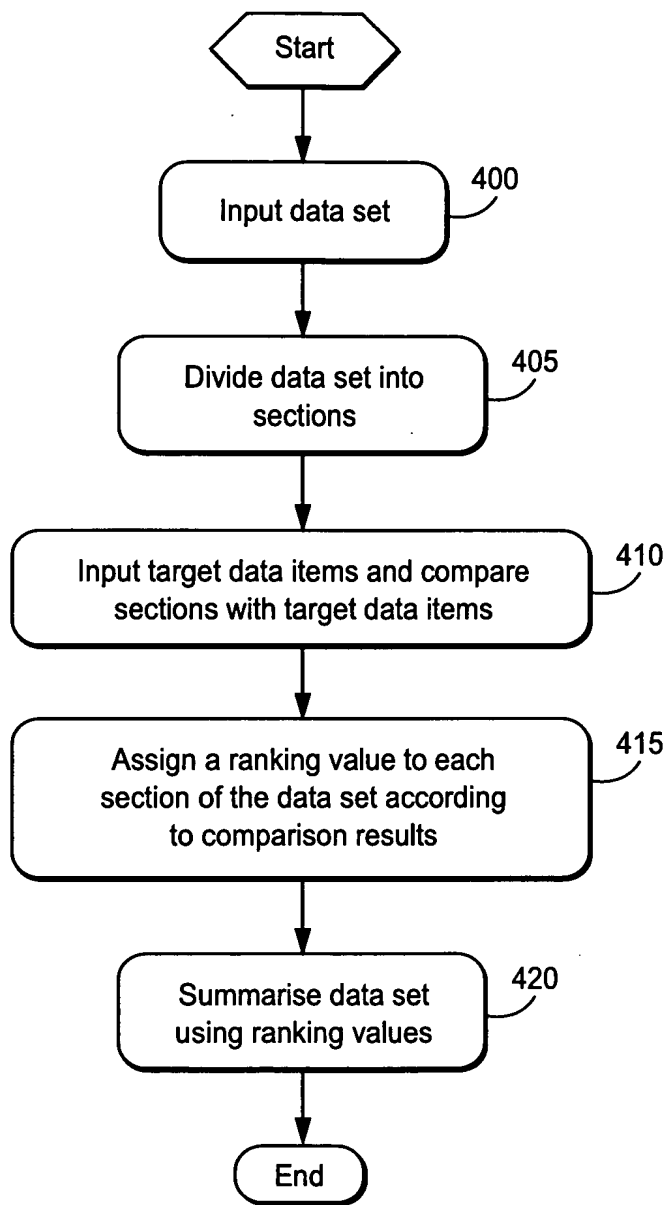 Start
400
Input data set
405
Divide data set into
sections
410
Input target data items and compare
sections with target data items
415
Assign a ranking value to each
section of the data set according
to comparison results
420
Summarise data set
using ranking values
End